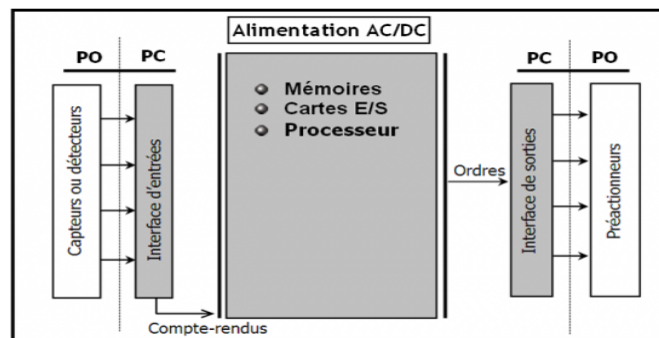 Alimentation AC/DC
PO
PC
PC
PO
Mémoires
Cartes E/S
Processeur
Capteurs ou détecteurs
Interface d'entrées
Ordres
Interface de sorties
Préactionneurs
Compte-rendus